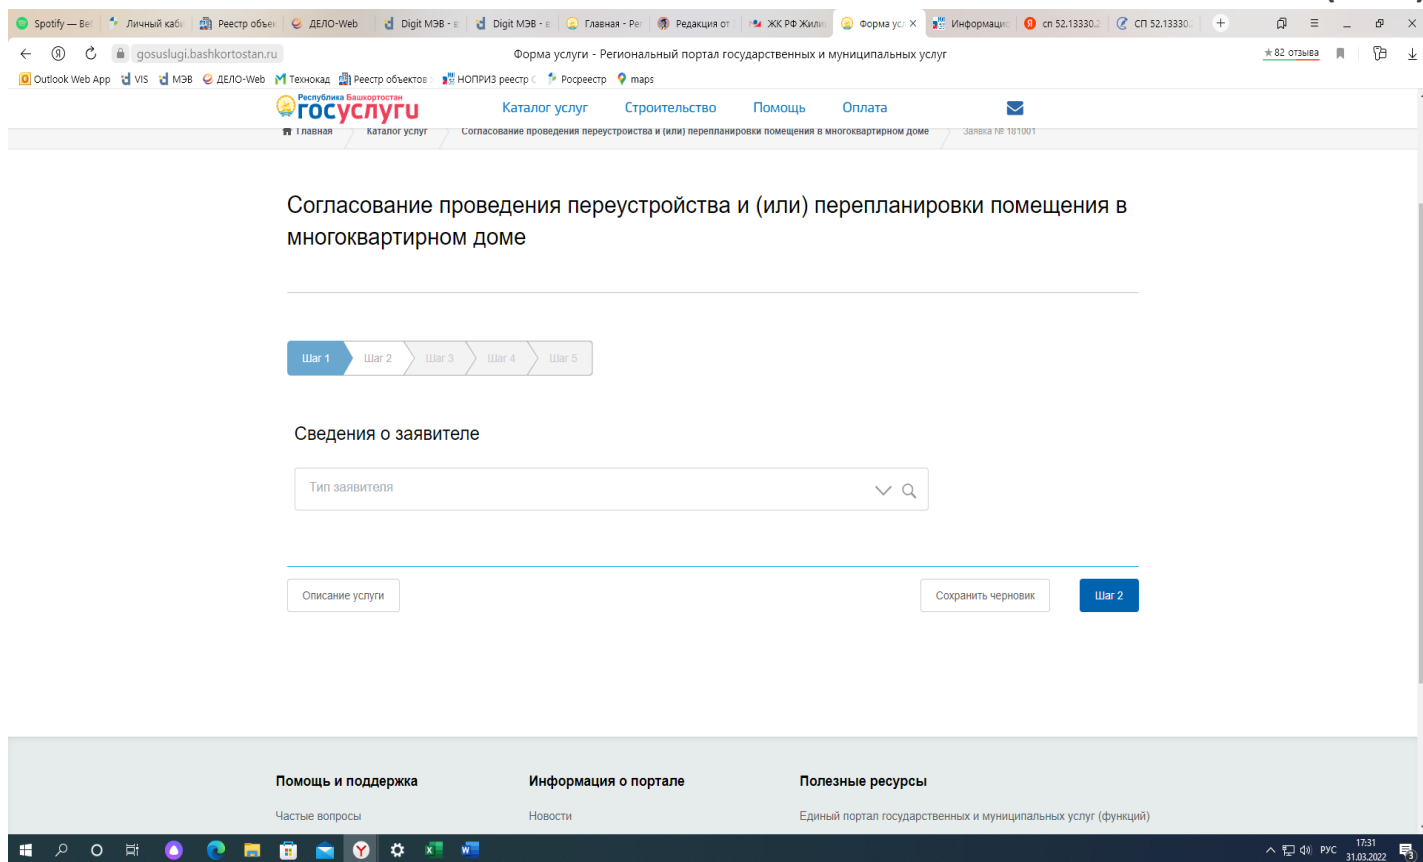 Spotify — Веб
Личный каби
Реестр объек
ДЕЛО-Web
Digit МЭВ - в
Digit МЭВ - в
Главная - Рег
Редакция от
ЖК РФ Жилищ
Форма усл
Информацио
сп 52.13330.2
СП 52.13330.2
gosuslugi.bashkortostan.ru
Форма услуги - Региональный портал государственных и муниципальных услуг
★ 82 отзыва
Outlook Web App VIS МЭВ ДЕЛО-Web Технокад Реестр объектов НОПРИЗ реестр С Росреестр maps
Республика Башкортостан
госуслуги
Каталог услуг Строительство Помощь Оплата
Главная Каталог услуг Согласование проведения переустройства и (или) перепланировки помещения в многоквартирном доме Заявка № 181001
Согласование проведения переустройства и (или) перепланировки помещения в
многоквартирном доме
Шаг 1 Шаг 2 Шаг 3 Шаг 4 Шаг 5
Сведения о заявителе
Тип заявителя
Описание услуги Сохранить черновик Шаг 2
Помощь и поддержка Информация о портале Полезные ресурсы
Частые вопросы Новости Единый портал государственных и муниципальных услуг (функций)
РУС 17:31
31.03.2022